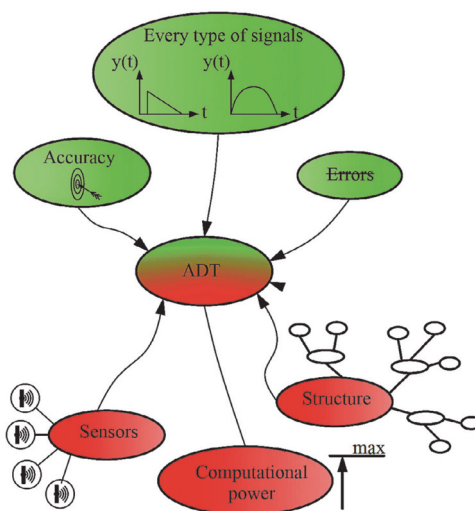 Every type of signals
y(t)
y(t)
t
t
Accuracy
Errors
ADT
Structure
Sensors
max
Computational
power